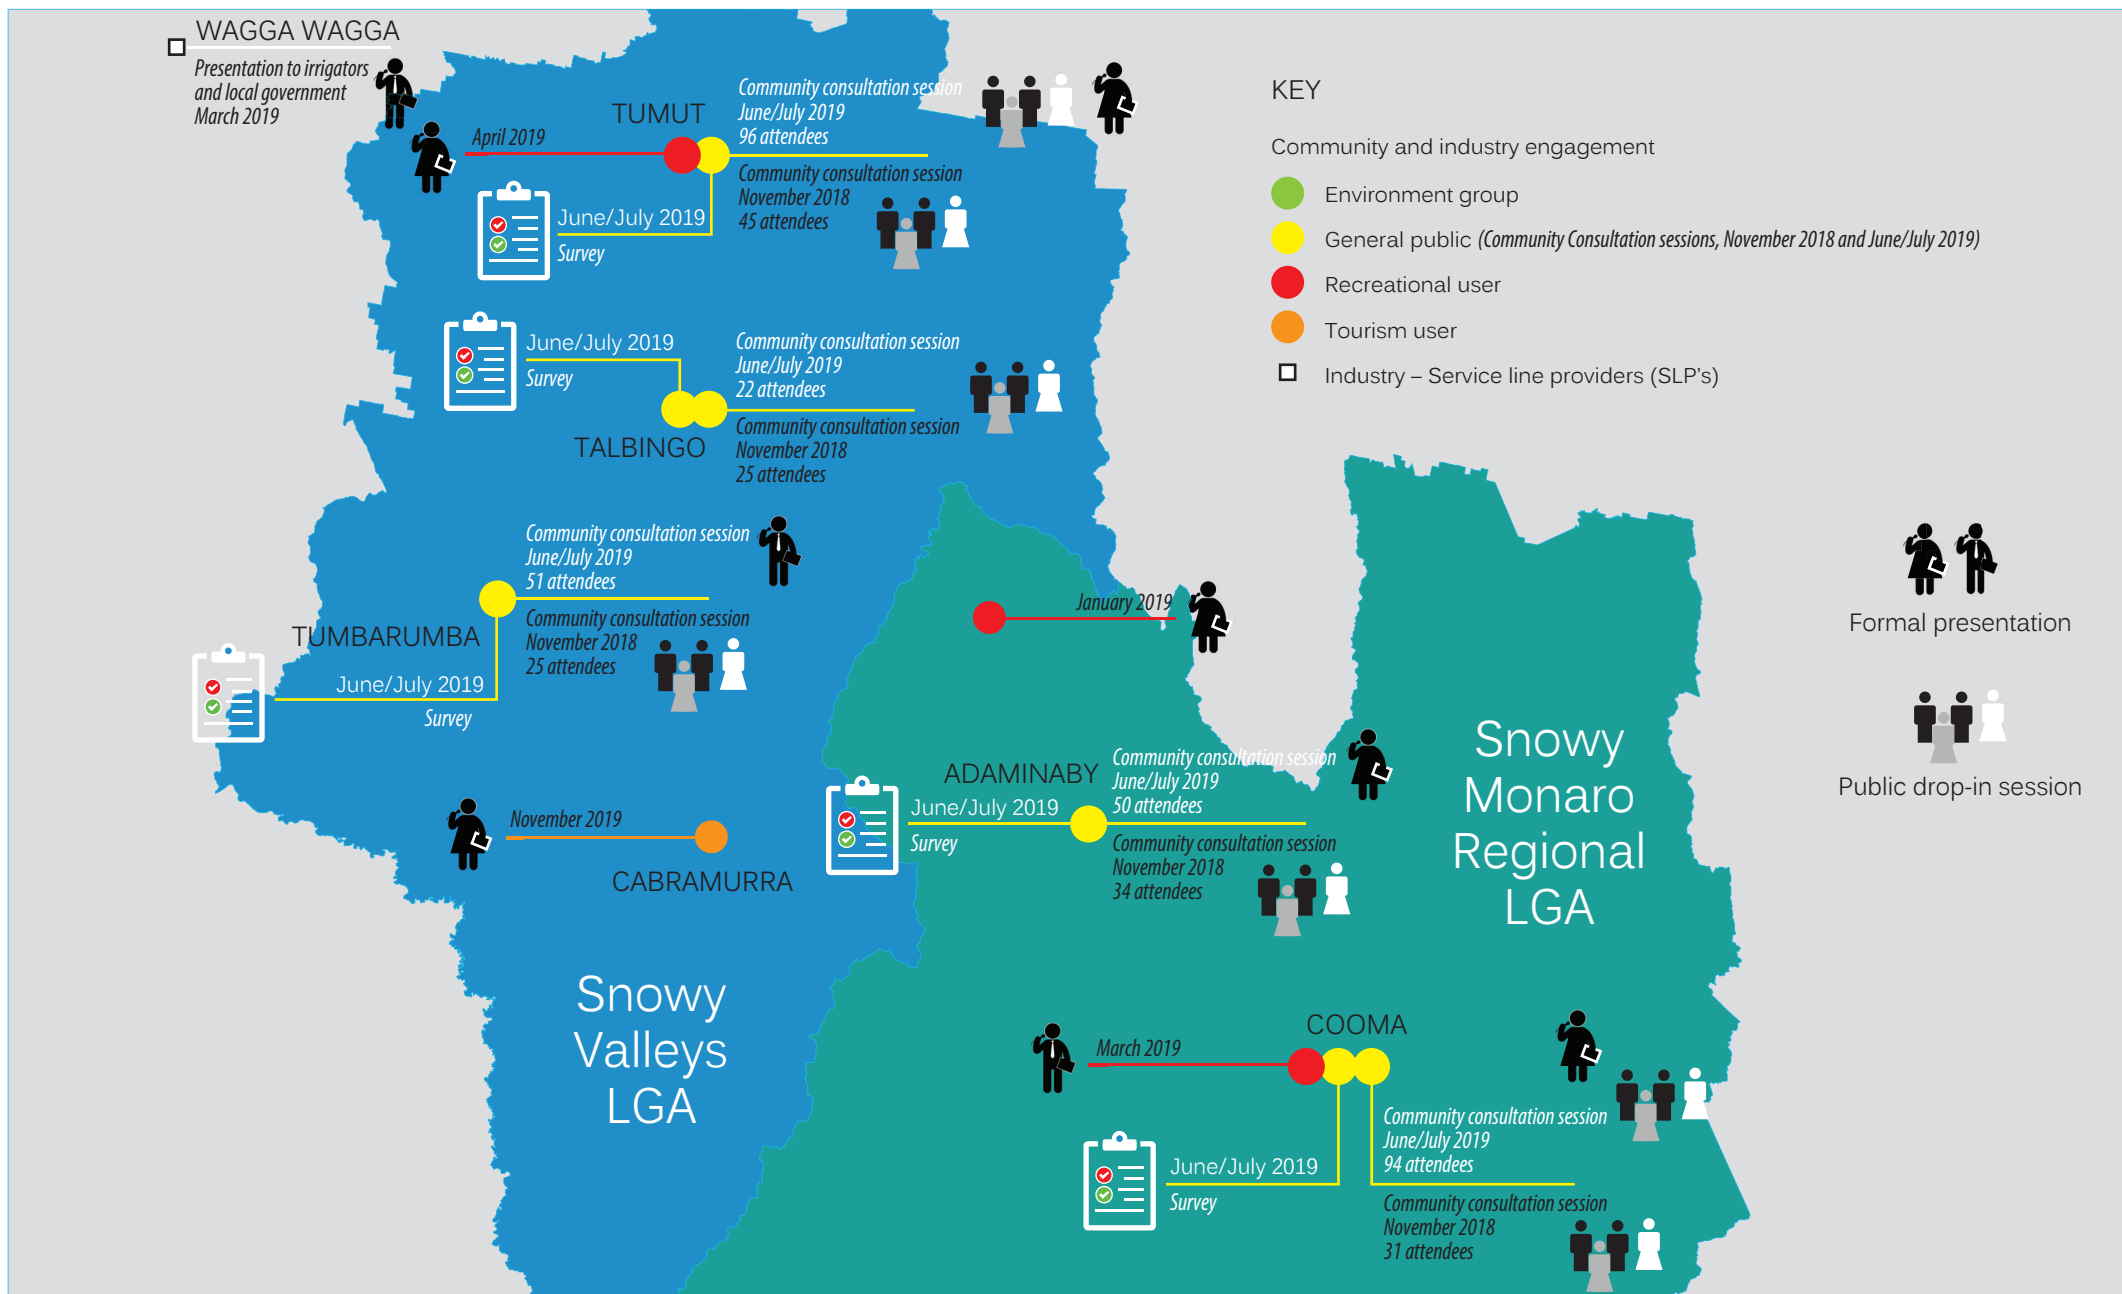 WAGGA WAGGA
Presentation to irrigators
and local government
March 2019
TUMUT
April 2019
Community consultation session
June/July 2019
96 attendees
Community consultation session
November 2018
45 attendees
June/July 2019
Survey
KEY
Community and industry engagement
Environment group
General public (Community Consultation sessions, November 2018 and June/July 2019)
Recreational user
Tourism user
Industry – Service line providers (SLP's)
June/July 2019
Survey
Community consultation session
June/July 2019
22 attendees
TALBINGO
Community consultation session
November 2018
25 attendees
Community consultation session
June/July 2019
51 attendees
TUMBARUMBA
Community consultation session
November 2018
25 attendees
June/July 2019
Survey
January 2019
Formal presentation
Public drop-in session
November 2019
CABRAMURRA
ADAMINABY
June/July 2019
Survey
Community consultation session
June/July 2019
50 attendees
Community consultation session
November 2018
34 attendees
Snowy
Monaro
Regional
LGA
Snowy
Valleys
LGA
COOMA
March 2019
June/July 2019
Survey
Community consultation session
June/July 2019
94 attendees
Community consultation session
November 2018
31 attendees